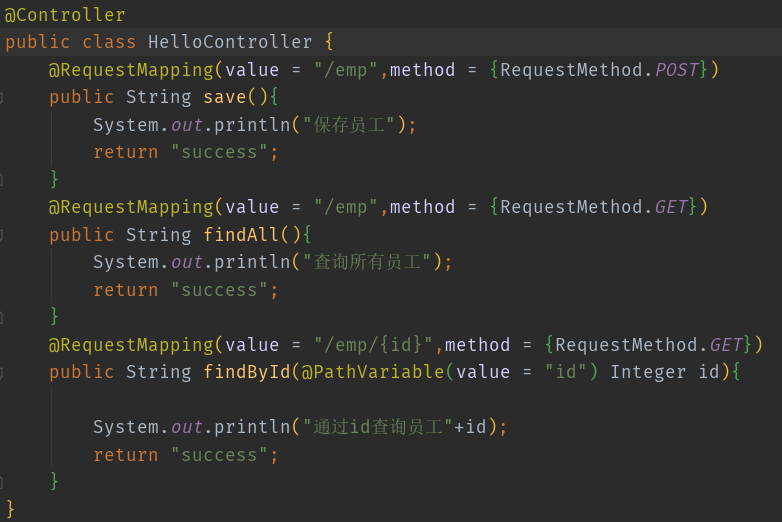 @Controller
public class HelloController {
    @RequestMapping(value = "/emp",method = {RequestMethod.POST})
    public String save(){
        System.out.println("保存员工");
        return "success";
    }
    @RequestMapping(value = "/emp",method = {RequestMethod.GET})
    public String findAll(){
        System.out.println("查询所有员工");
        return "success";
    }
    @RequestMapping(value = "/emp/{id}",method = {RequestMethod.GET})
    public String findById(@PathVariable(value = "id") Integer id){

        System.out.println("通过id查询员工"+id);
        return "success";
    }
}